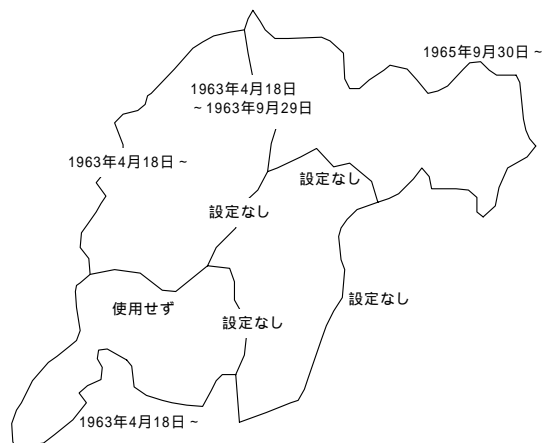 1965年9月30日～
1963年4月18日
～1963年9月29日
1963年4月18日～
設定なし
設定なし
設定なし
使用せず
設定なし
1963年4月18日～